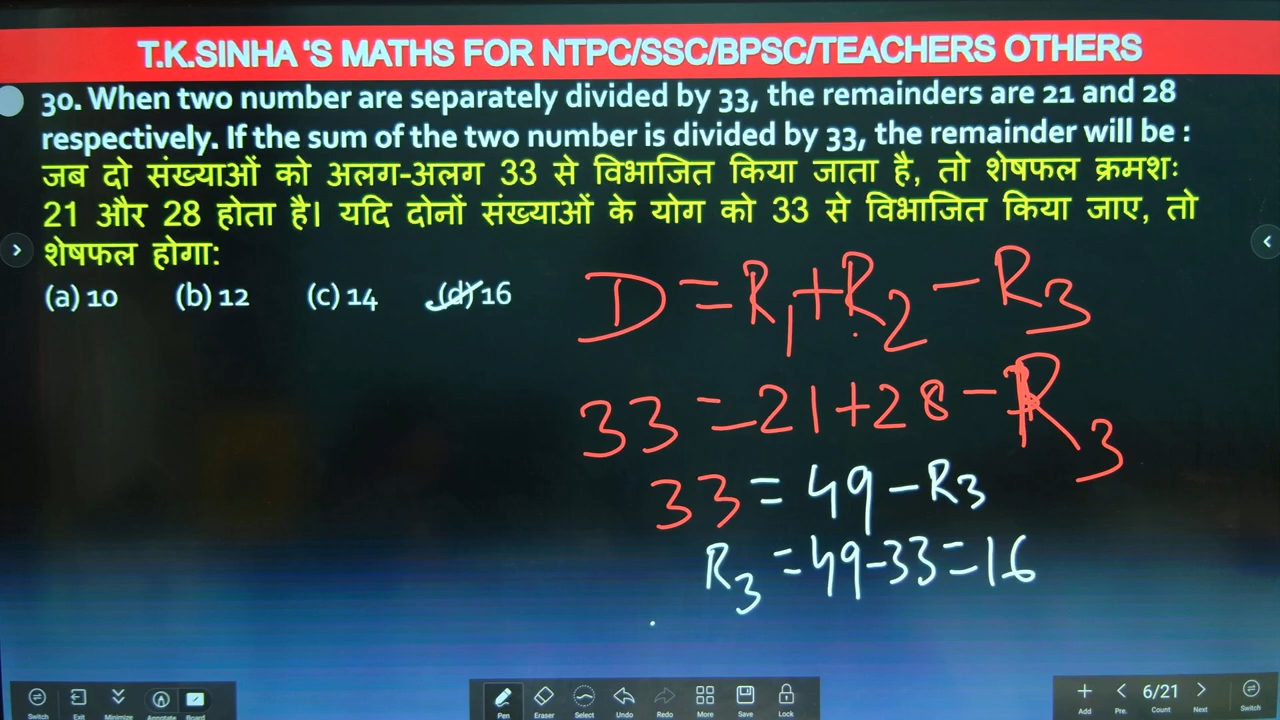 T.K.SINHA ‘S MATHS FOR NTPC/SSC/BPSC/TEACHERS OTHERS
30. When two number are separately divided by 33, the remainders are 21 and 28
respectively. If the sum of the two number is divided by 33, the remainder will be :
जब दो संख्याओं को अलग-अलग 33 से विभाजित किया जाता है, तो शेषफल क्रमशः
21 और 28 होता है। यदि दोनों संख्याओं के योग को 33 से विभाजित किया जाए, तो
शेषफल होगा:
(a) 10 (b) 12 (c) 14 (d) 16
D = R1 + R2 - R3
33 = 21 + 28 - R3
33 = 49 - R3
R3 = 49 - 33 = 16
Switch Exit Minimize Annotate Board Pen Eraser Select Undo Redo More Save Lock Add Pre. 6/21 Count Next Switch